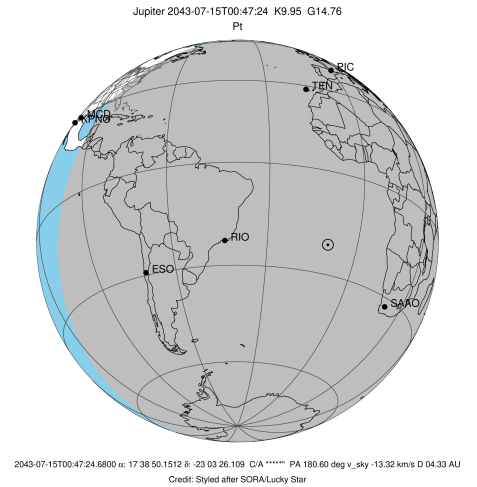 Jupiter 2043-07-15T00:47:24 K9.95 G14.76
Pt
PIC
TEN
MCD
KPNO
RIO
ESO
SAAO
2043-07-15T00:47:24.6800 α: 17 38 50.1512 δ: -23 03 26.109 C/A *****" PA 180.60 deg v_sky -13.32 km/s D 04.33 AU
Credit: Styled after SORA/Lucky Star